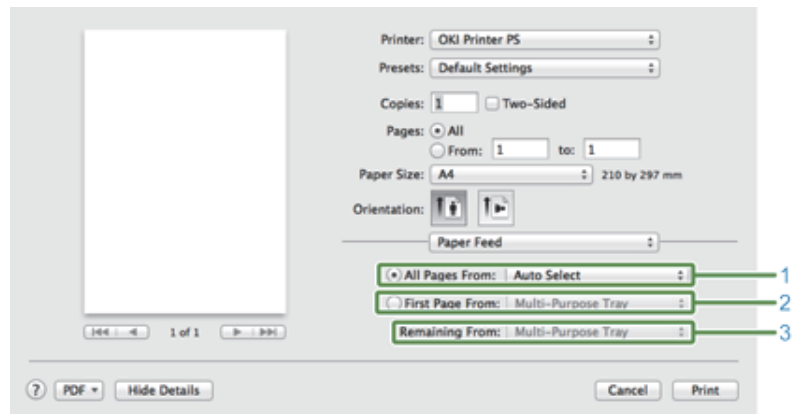 Printer: OKI Printer PS
Presets: Default Settings
Copies: 1 Two-Sided
Pages: All
From: 1 to: 1
Paper Size: A4 210 by 297 mm
Orientation:
Paper Feed
All Pages From: Auto Select 1
First Page From: Multi-Purpose Tray 2
Remaining From: Multi-Purpose Tray 3
1 of 1
? PDF Hide Details Cancel Print